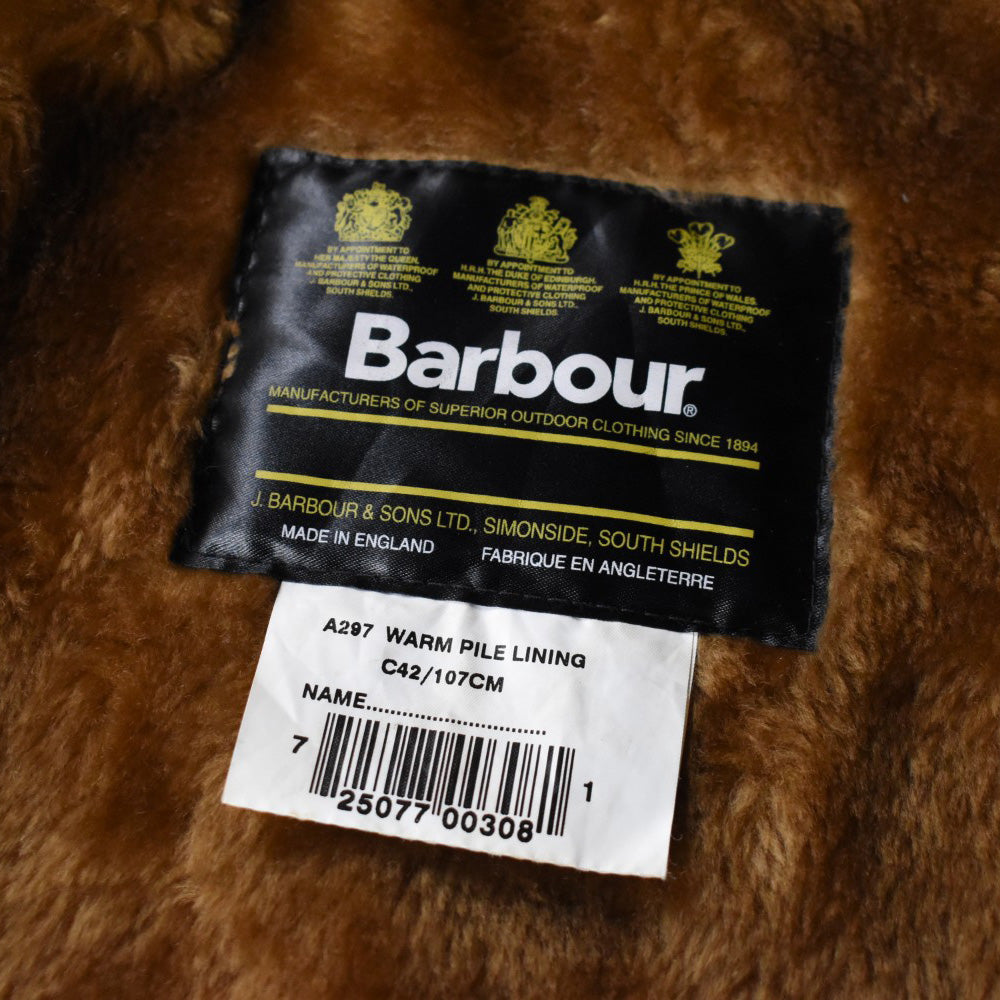 BY APPOINTMENT TO
HER MAJESTY THE QUEEN,
MANUFACTURERS OF WATERPROOF
AND PROTECTIVE CLOTHING
J. BARBOUR & SONS LTD.,
SOUTH SHIELDS.
BY APPOINTMENT TO
H.R.H. THE DUKE OF EDINBURGH,
MANUFACTURERS OF WATERPROOF
AND PROTECTIVE CLOTHING
J. BARBOUR & SONS LTD.,
SOUTH SHIELDS.
BY APPOINTMENT TO
H.R.H. THE PRINCE OF WALES,
MANUFACTURERS OF WATERPROOF
AND PROTECTIVE CLOTHING
J. BARBOUR & SONS LTD.,
SOUTH SHIELDS.
Barbour®
MANUFACTURERS OF SUPERIOR OUTDOOR CLOTHING SINCE 1894
J. BARBOUR & SONS LTD., SIMONSIDE, SOUTH SHIELDS
MADE IN ENGLAND FABRIQUE EN ANGLETERRE
A297 WARM PILE LINING
C42/107CM
NAME..............................
7 25077 00308 1